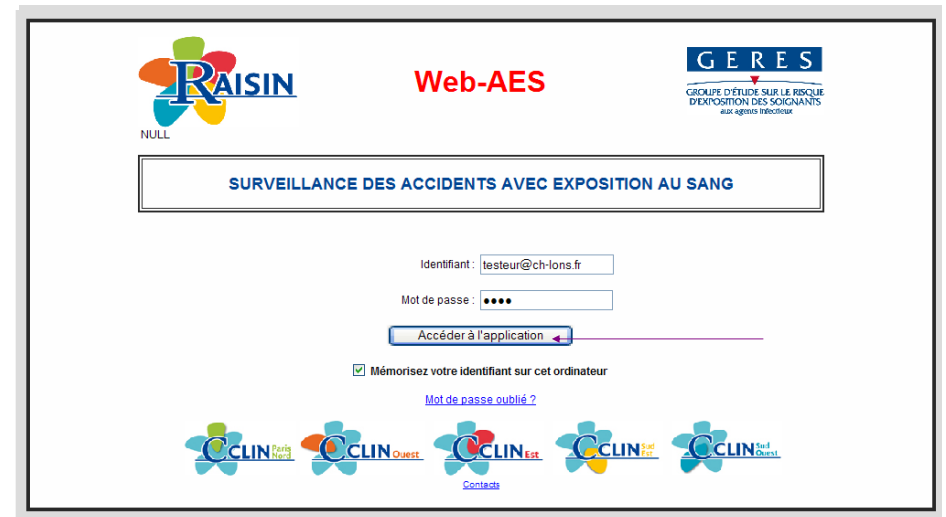 RAISIN
NULL
Web-AES
GERES
GROUPE D'ÉTUDE SUR LE RISQUE
D'EXPOSITION DES SOIGNANTS
aux agents infectieux
SURVEILLANCE DES ACCIDENTS AVEC EXPOSITION AU SANG
Identifiant : testeur@ch-lons.fr
Mot de passe : ●●●●
Accéder à l'application
Mémorisez votre identifiant sur cet ordinateur
Mot de passe oublié ?
CCLIN Paris Nord
CCLIN Ouest
CCLIN Est
CCLIN Sud Est
CCLIN Sud Ouest
Contacts